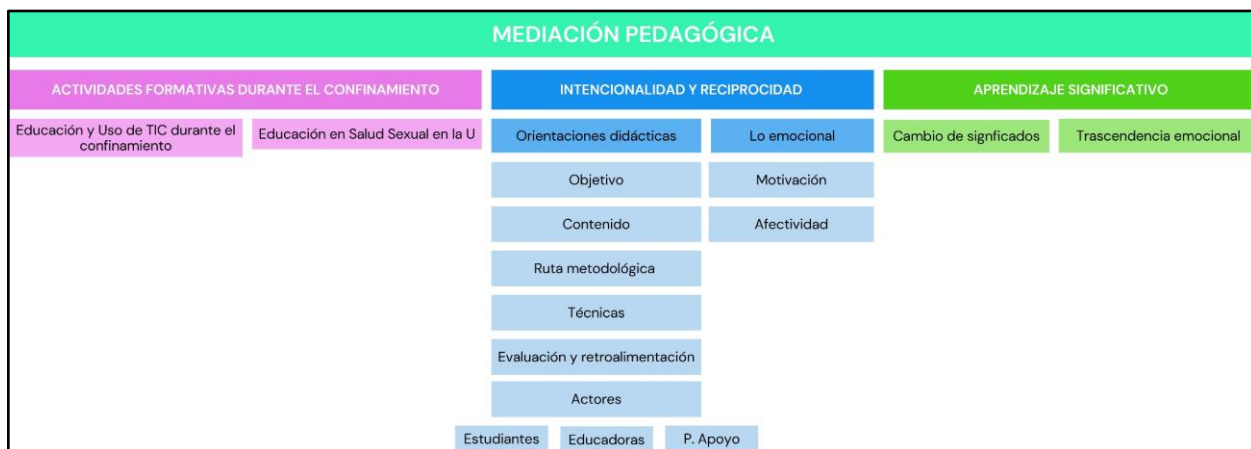 MEDIACIÓN PEDAGÓGICA
ACTIVIDADES FORMATIVAS DURANTE EL CONFINAMIENTO
INTENCIONALIDAD Y RECIPROCIDAD
APRENDIZAJE SIGNIFICATIVO
Educación y Uso de TIC durante el
confinamiento
Educación en Salud Sexual en la U
Orientaciones didácticas
Lo emocional
Cambio de signficados
Trascendencia emocional
Objetivo
Motivación
Contenido
Afectividad
Ruta metodológica
Técnicas
Evaluación y retroalimentación
Actores
Estudiantes
Educadoras
P. Apoyo